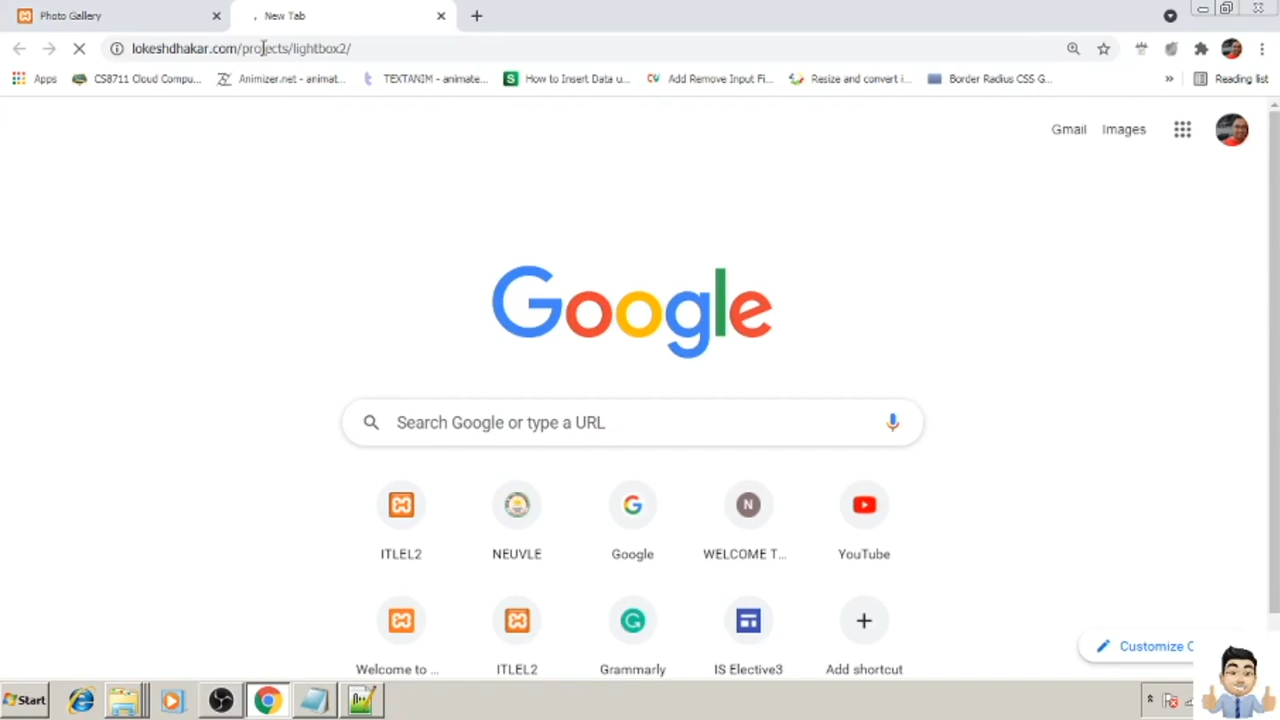 Photo Gallery
New Tab
lokeshdhakar.com/projects/lightbox2/
Apps
CS8711 Cloud Compu...
Animizer.net - animat...
TEXTANIM - animate...
How to Insert Data u...
Add Remove Input Fi...
Resize and convert i...
Border Radius CSS G...
»
Reading list
Gmail
Images
Google
Search Google or type a URL
ITLEL2
NEUVLE
Google
N
WELCOME T...
YouTube
Welcome to ...
ITLEL2
Grammarly
IS Elective3
Add shortcut
Customize C
Start